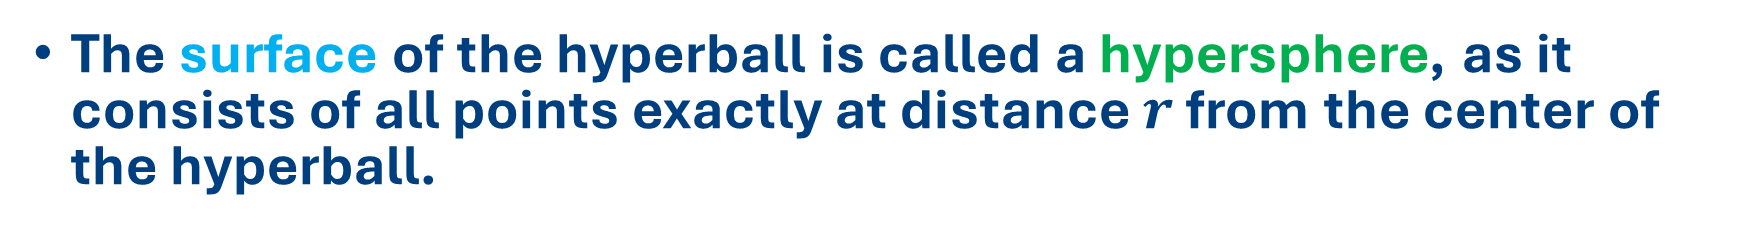 • The surface of the hyperball is called a hypersphere, as it
consists of all points exactly at distance r from the center of
the hyperball.